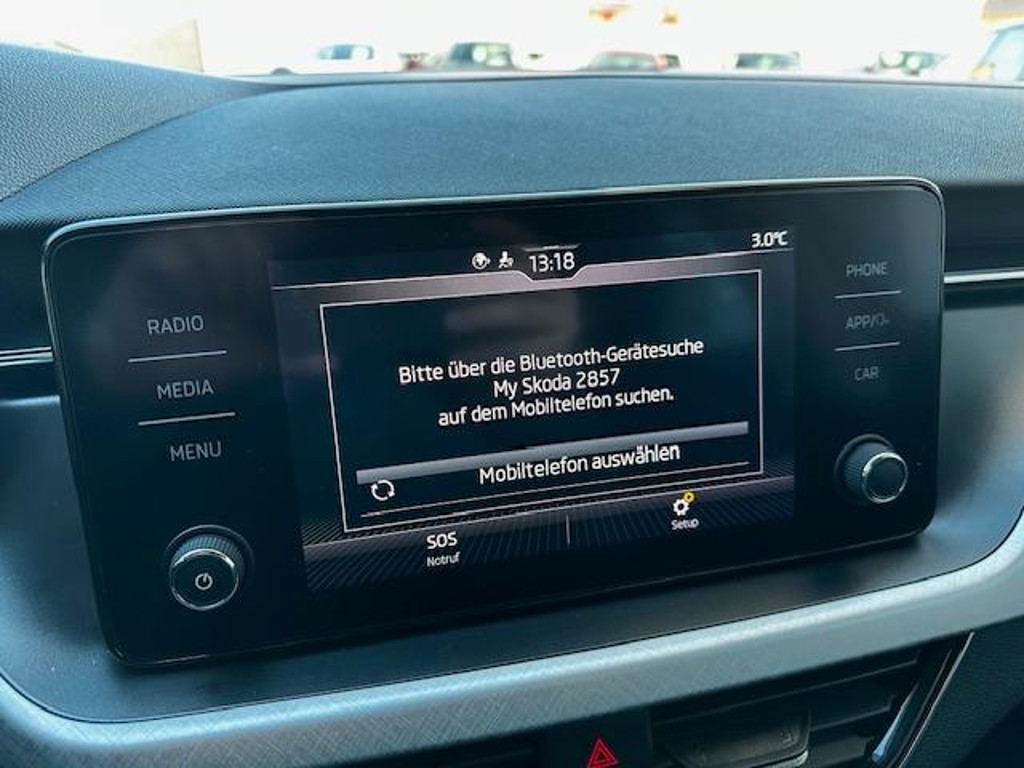 13:18
3.0°C
RADIO
MEDIA
MENU
PHONE
APP/
CAR
Bitte über die Bluetooth-Gerätesuche
My Skoda 2857
auf dem Mobiltelefon suchen.
Mobiltelefon auswählen
SOS
Notruf
Setup